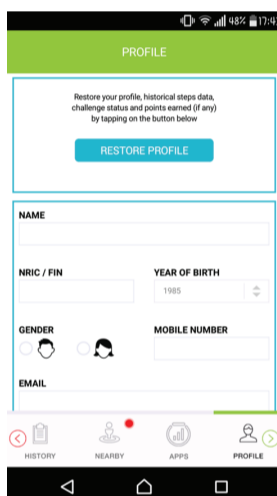 48% 17:4
PROFILE
Restore your profile, historical steps data,
challenge status and points earned (if any)
by tapping on the button below
RESTORE PROFILE
NAME
NRIC / FIN
YEAR OF BIRTH
1985
GENDER
MOBILE NUMBER
EMAIL
HISTORY
NEARBY
APPS
PROFILE